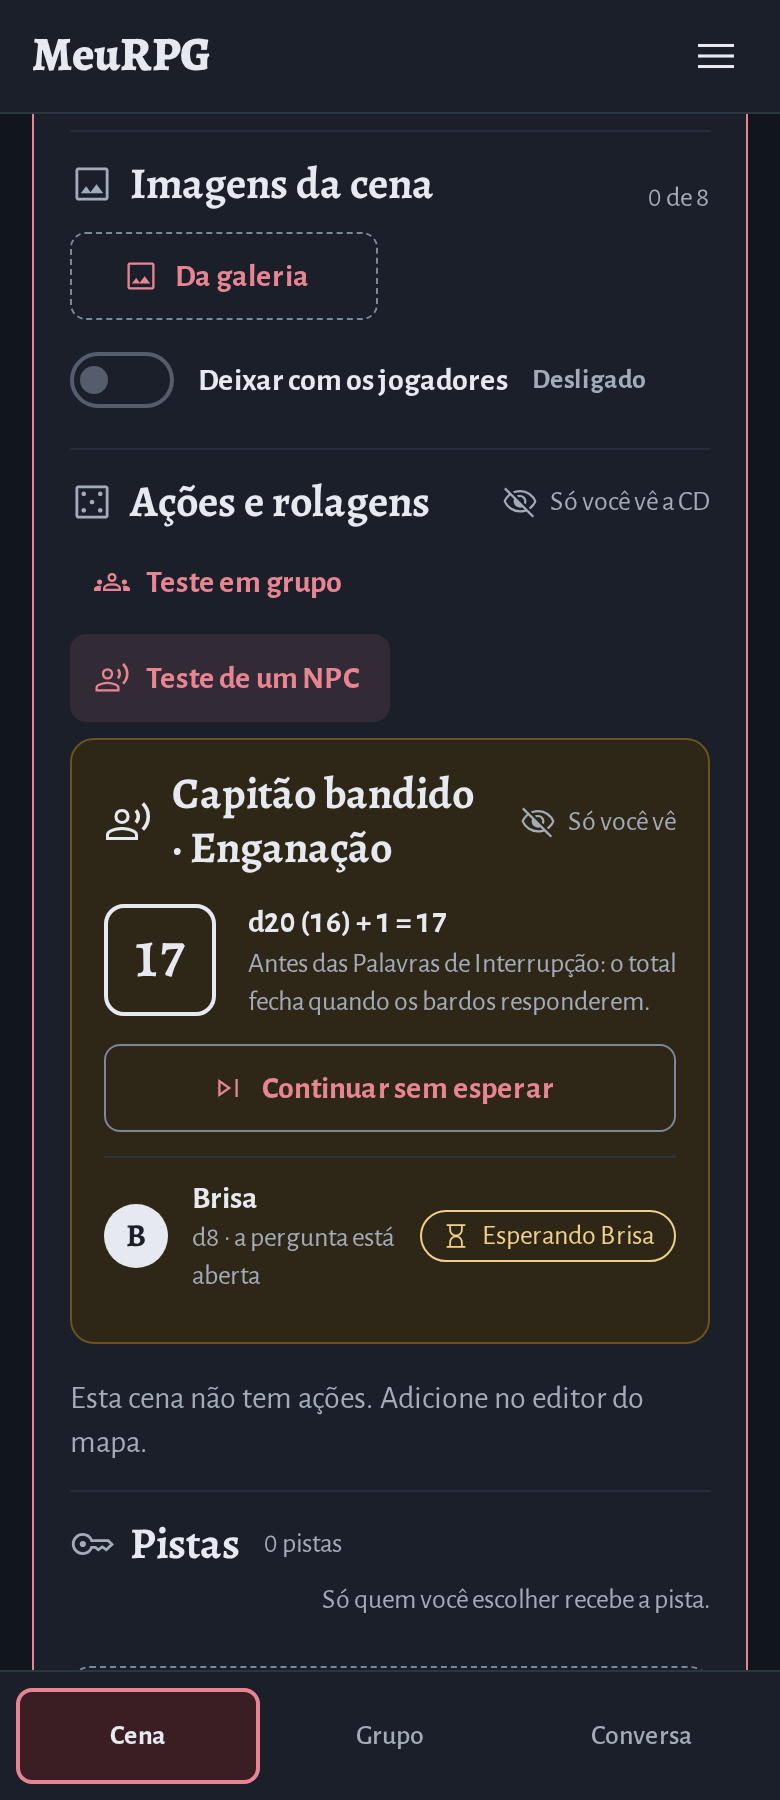 MeuRPG
Imagens da cena
0 de 8
Da galeria
Deixar com os jogadores Desligado
Ações e rolagens
Só você vê a CD
Teste em grupo
Teste de um NPC
Capitão bandido
· Enganação
Só você vê
17
d20 (16) + 1 = 17
Antes das Palavras de Interrupção: o total
fecha quando os bardos responderem.
Continuar sem esperar
B
Brisa
d8 · a pergunta está
aberta
Esperando Brisa
Esta cena não tem ações. Adicione no editor do
mapa.
Pistas 0 pistas
Só quem você escolher recebe a pista.
Cena Grupo Conversa